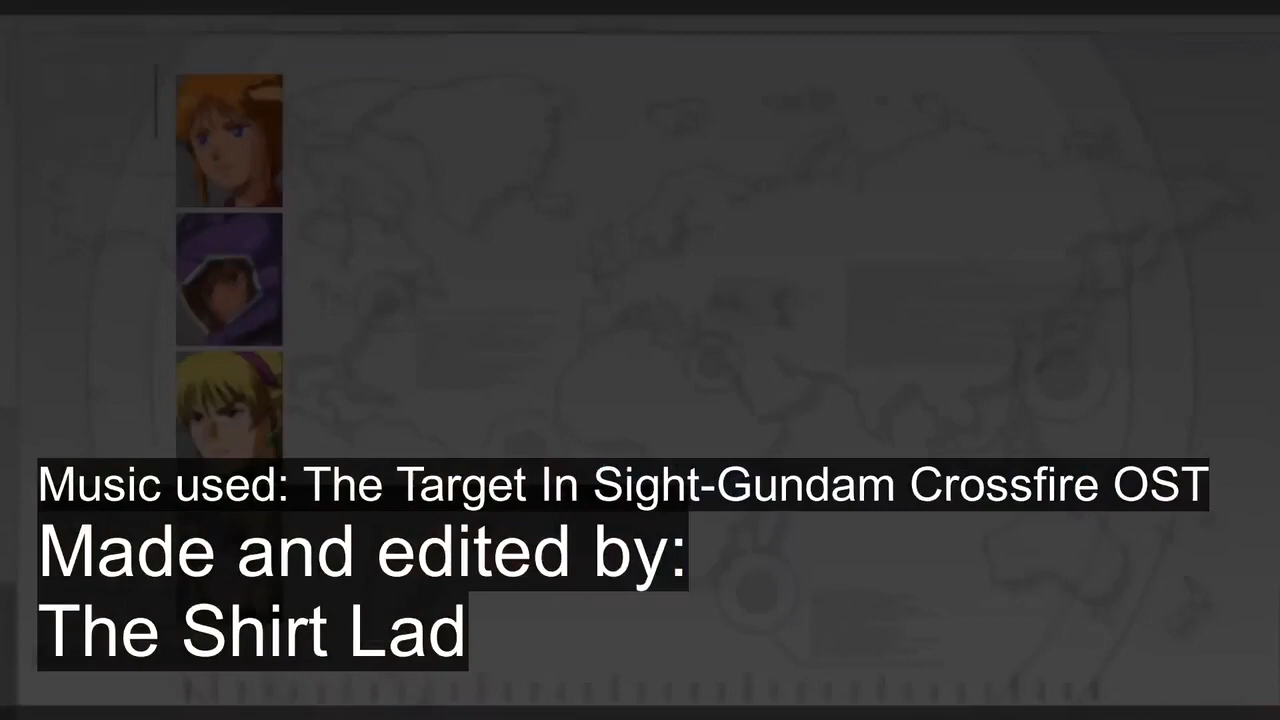 Music used: The Target In Sight-Gundam Crossfire OST
Made and edited by:
The Shirt Lad